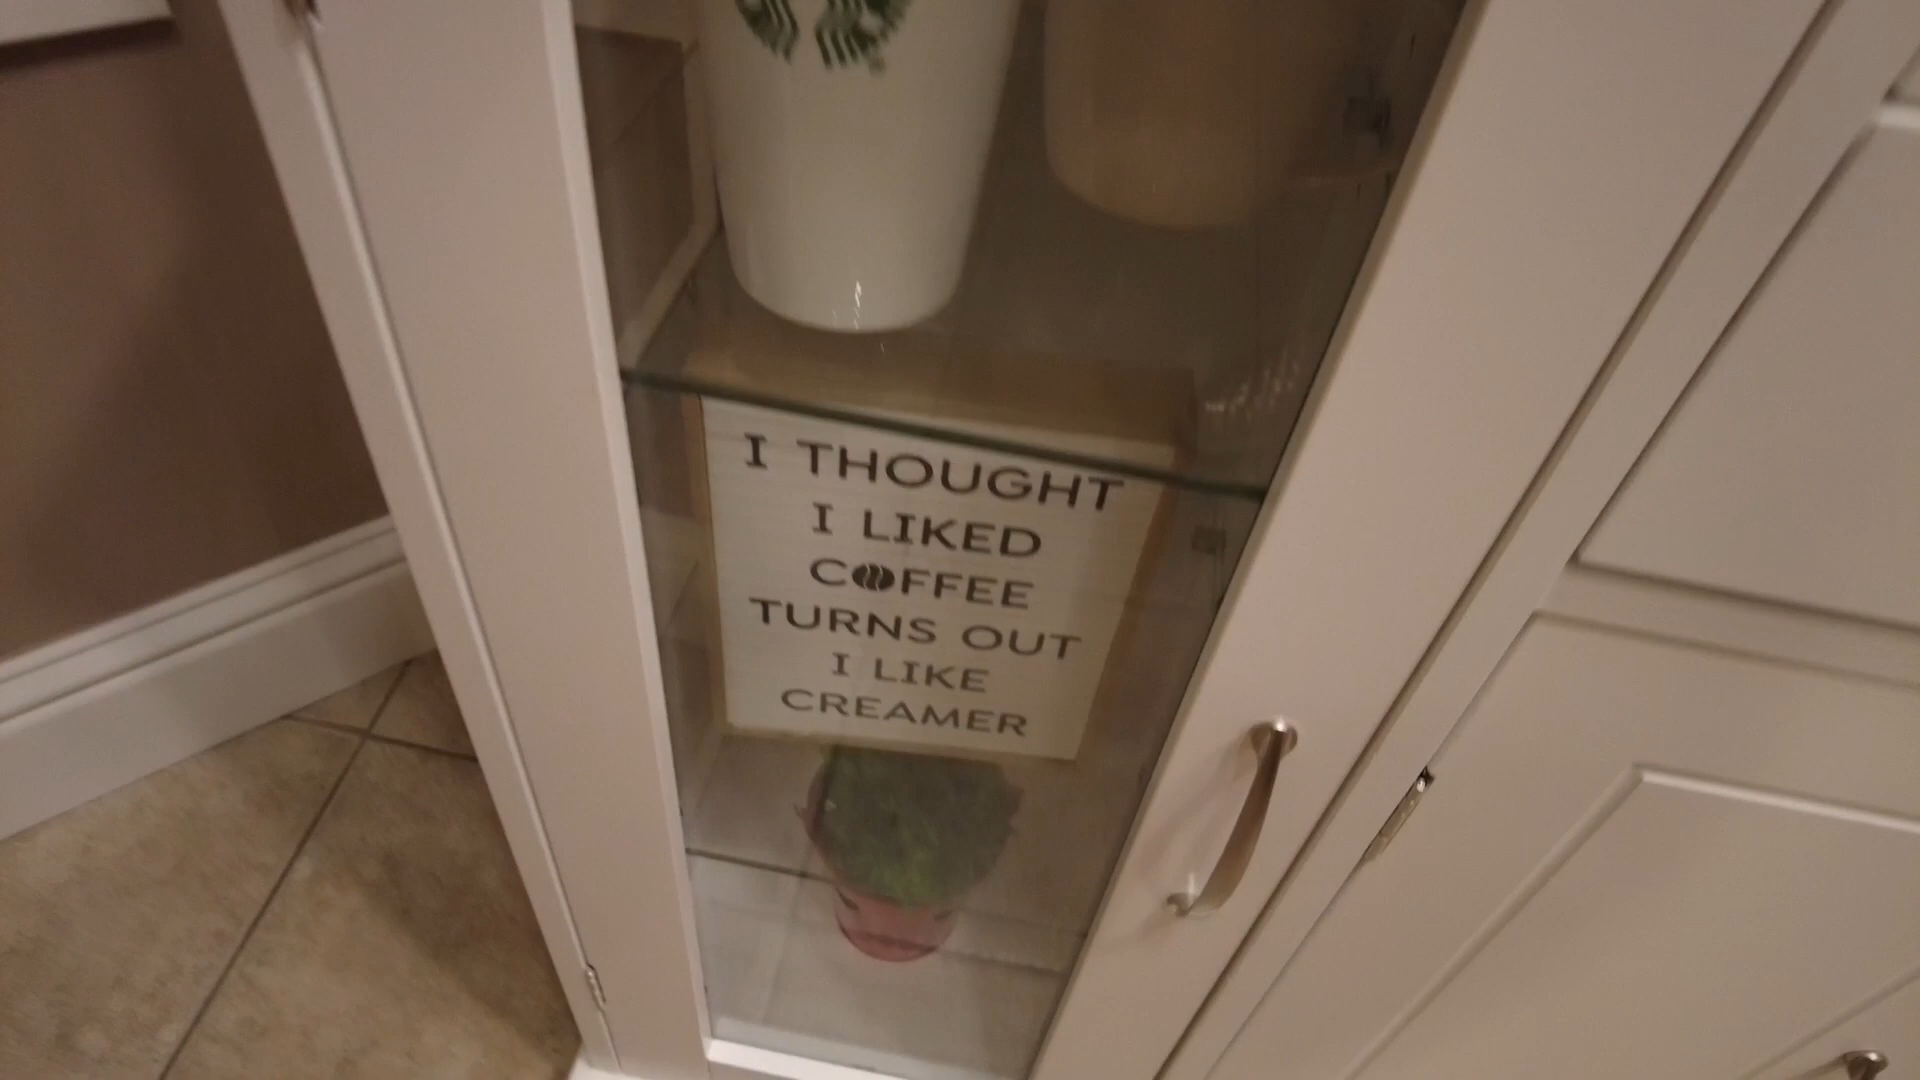 I THOUGHT
I LIKED
COFFEE
TURNS OUT
I LIKE
CREAMER